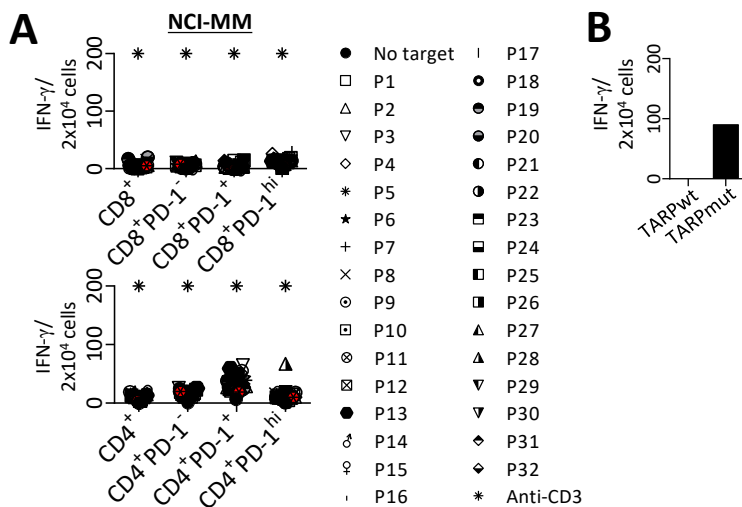 A
NCI-MM
IFN-γ/
2x10⁴ cells
200
100
0
CD8⁺
CD8⁺PD-1⁻
CD8⁺PD-1⁺
CD8⁺PD-1ʰⁱ
IFN-γ/
2x10⁴ cells
200
100
0
CD4⁺
CD4⁺PD-1⁻
CD4⁺PD-1⁺
CD4⁺PD-1ʰⁱ
No target
P1
P2
P3
P4
P5
P6
P7
P8
P9
P10
P11
P12
P13
P14
P15
P16
P17
P18
P19
P20
P21
P22
P23
P24
P25
P26
P27
P28
P29
P30
P31
P32
Anti-CD3
B
IFN-γ/
2x10⁴ cells
200
100
0
TARPwt
TARPmut